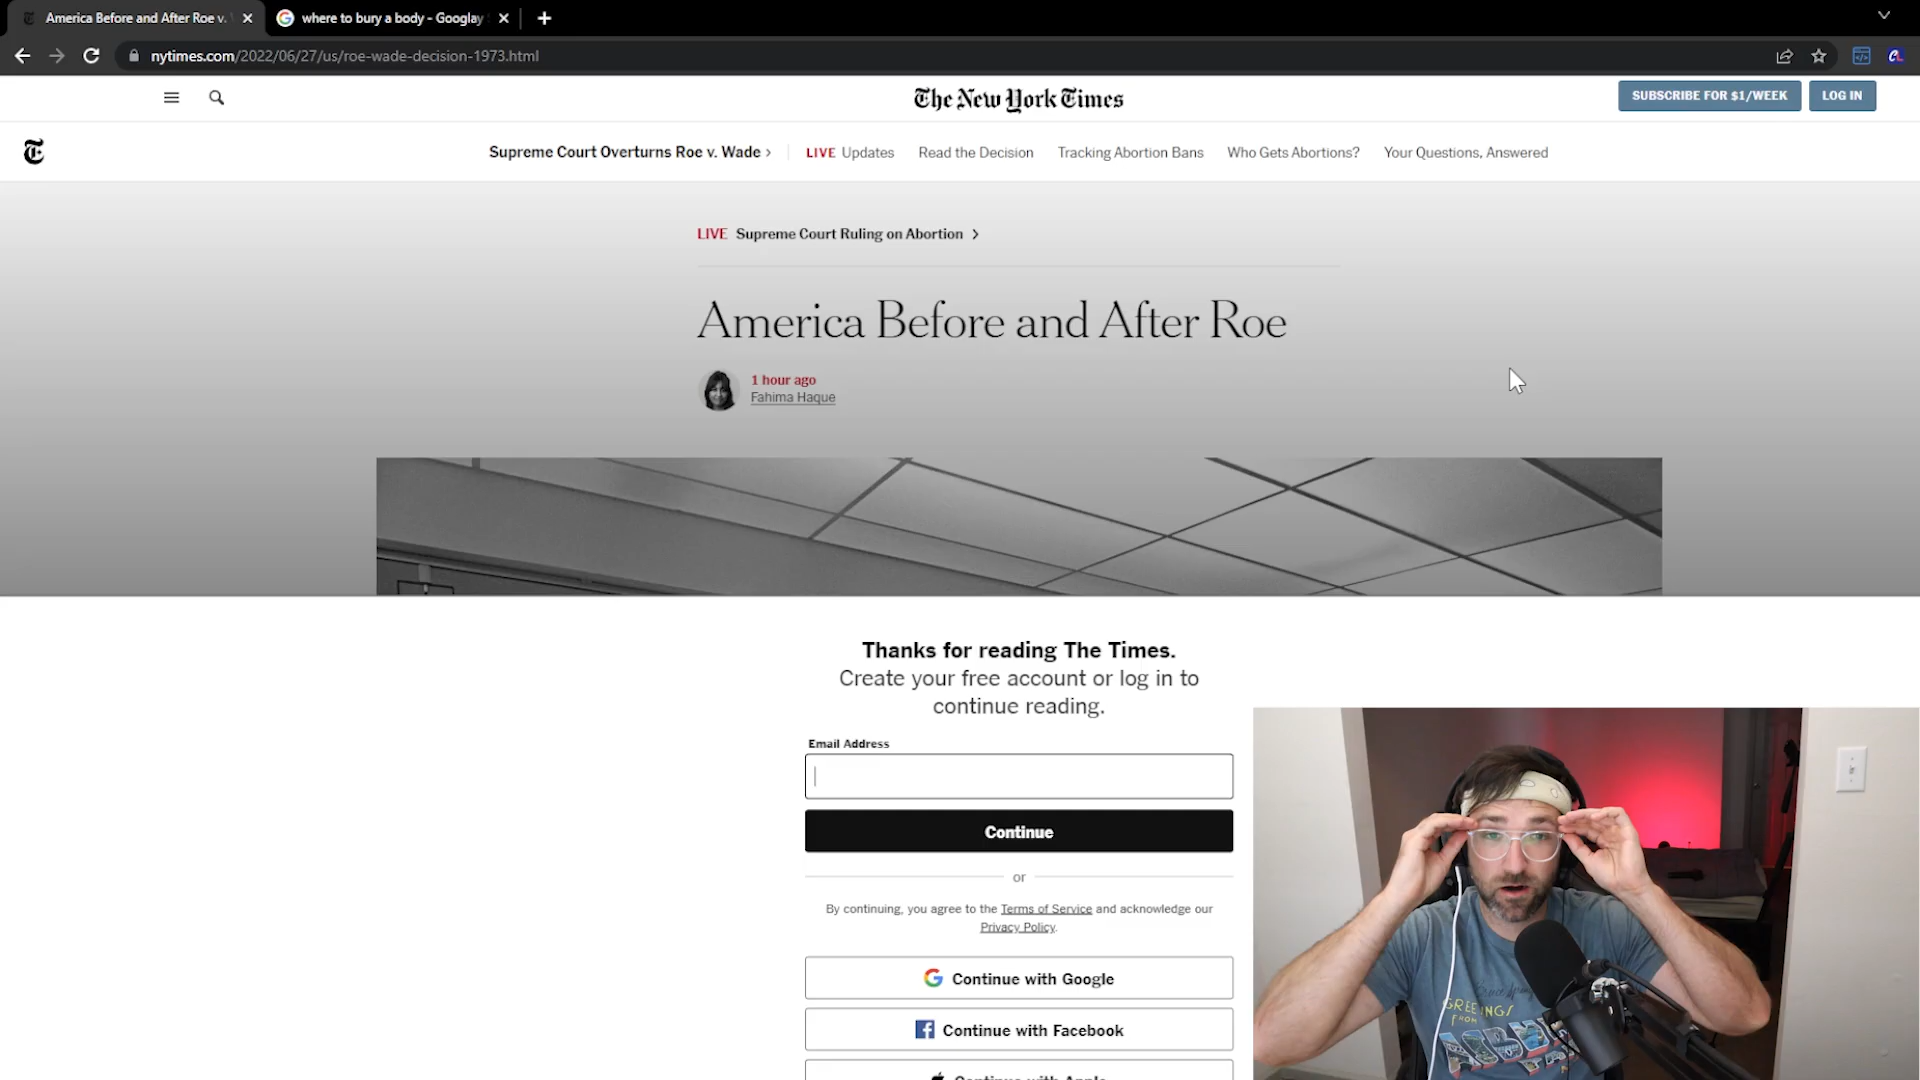 America Before and After Roe v.
where to bury a body - Googlay
nytimes.com/2022/06/27/us/roe-wade-decision-1973.html
The New York Times
SUBSCRIBE FOR $1/WEEK
LOG IN
Supreme Court Overturns Roe v. Wade ›
LIVE Updates
Read the Decision
Tracking Abortion Bans
Who Gets Abortions?
Your Questions, Answered
LIVE Supreme Court Ruling on Abortion >
America Before and After Roe
1 hour ago
Fahima Haque
Thanks for reading The Times.
Create your free account or log in to
continue reading.
Email Address
Continue
or
By continuing, you agree to the Terms of Service and acknowledge our
Privacy Policy.
Continue with Google
Continue with Facebook
Continue with Apple
GREETINGS
FROM